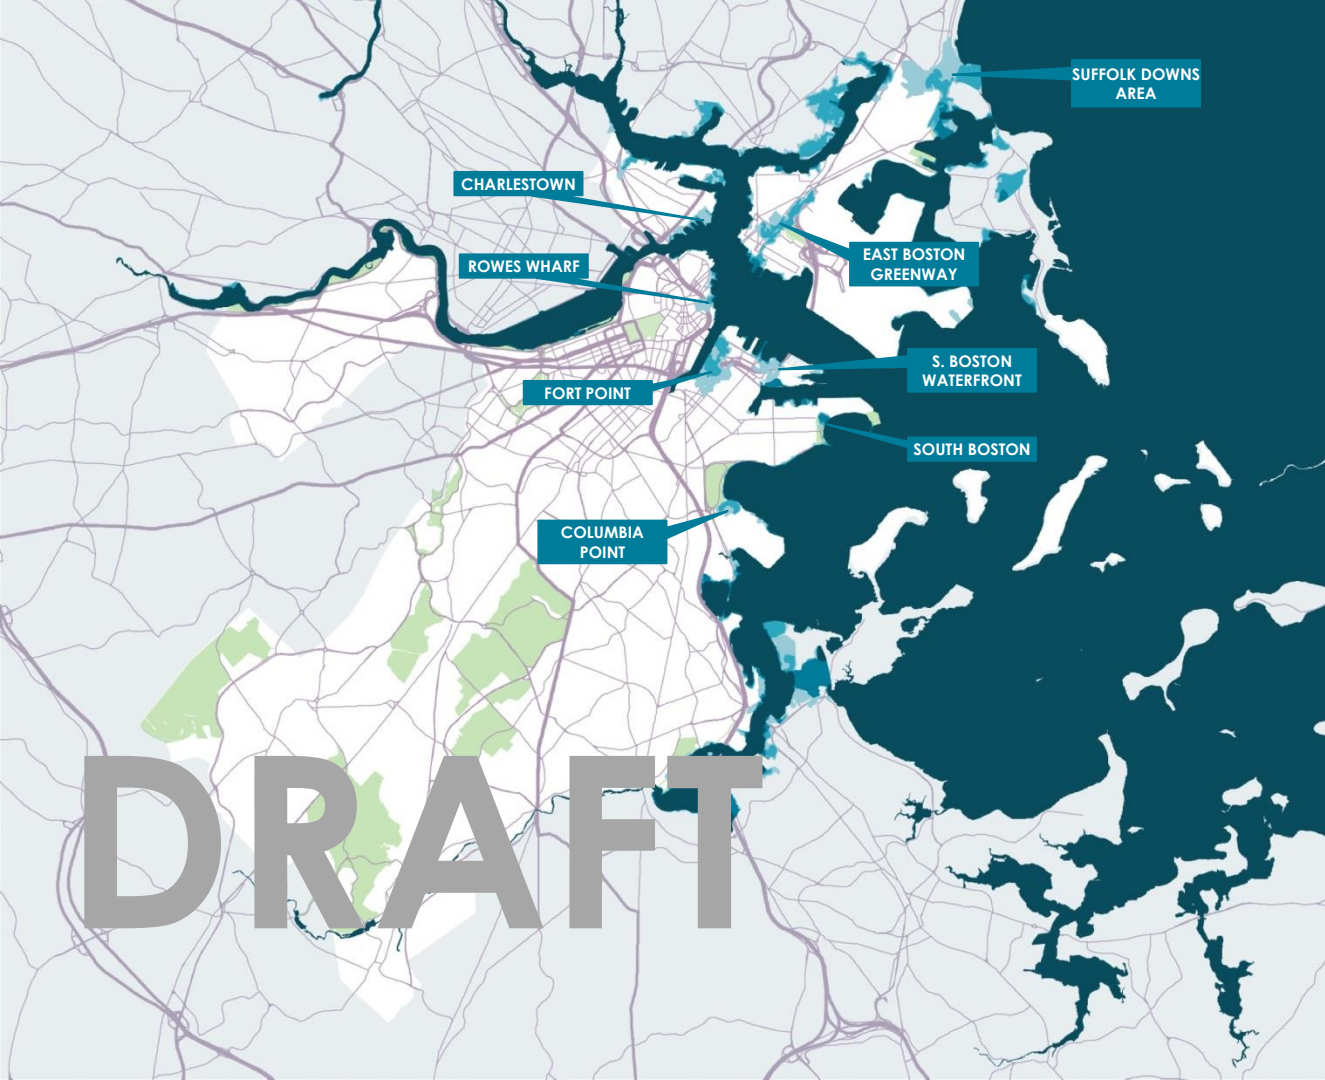 SUFFOLK DOWNS
AREA
CHARLESTOWN
EAST BOSTON
GREENWAY
ROWES WHARF
S. BOSTON
WATERFRONT
FORT POINT
SOUTH BOSTON
COLUMBIA
POINT
DRAFT